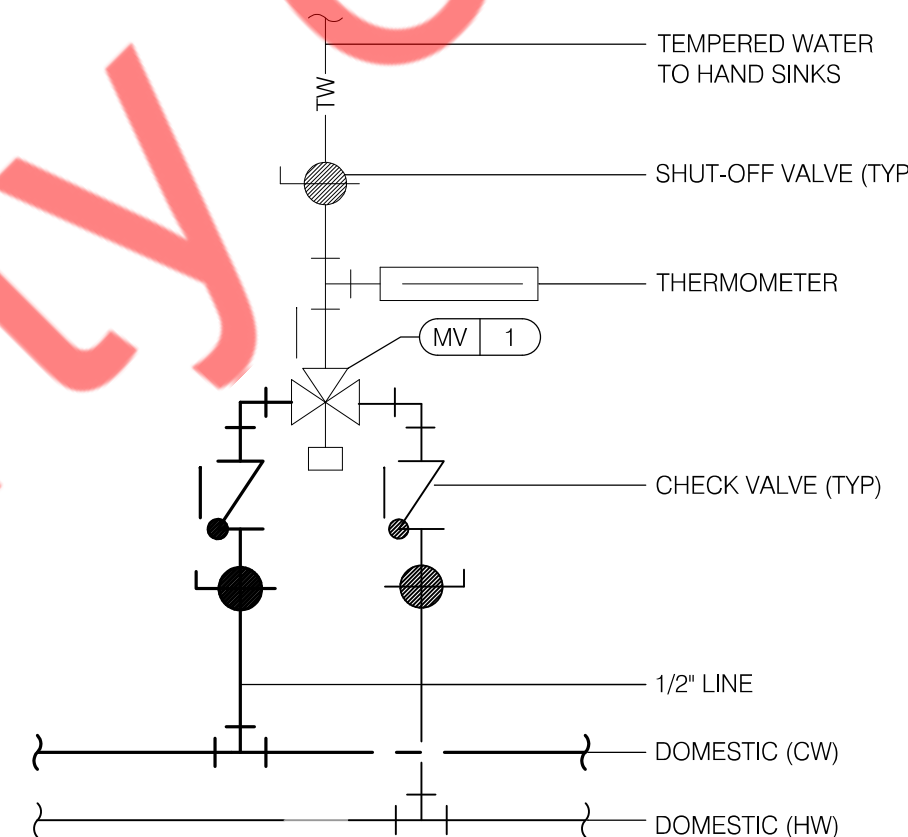 TEMPERED WATER
TO HAND SINKS
TW
SHUT-OFF VALVE (TYP
THERMOMETER
MV 1
CHECK VALVE (TYP)
1/2" LINE
DOMESTIC (CW)
DOMESTIC (HW)